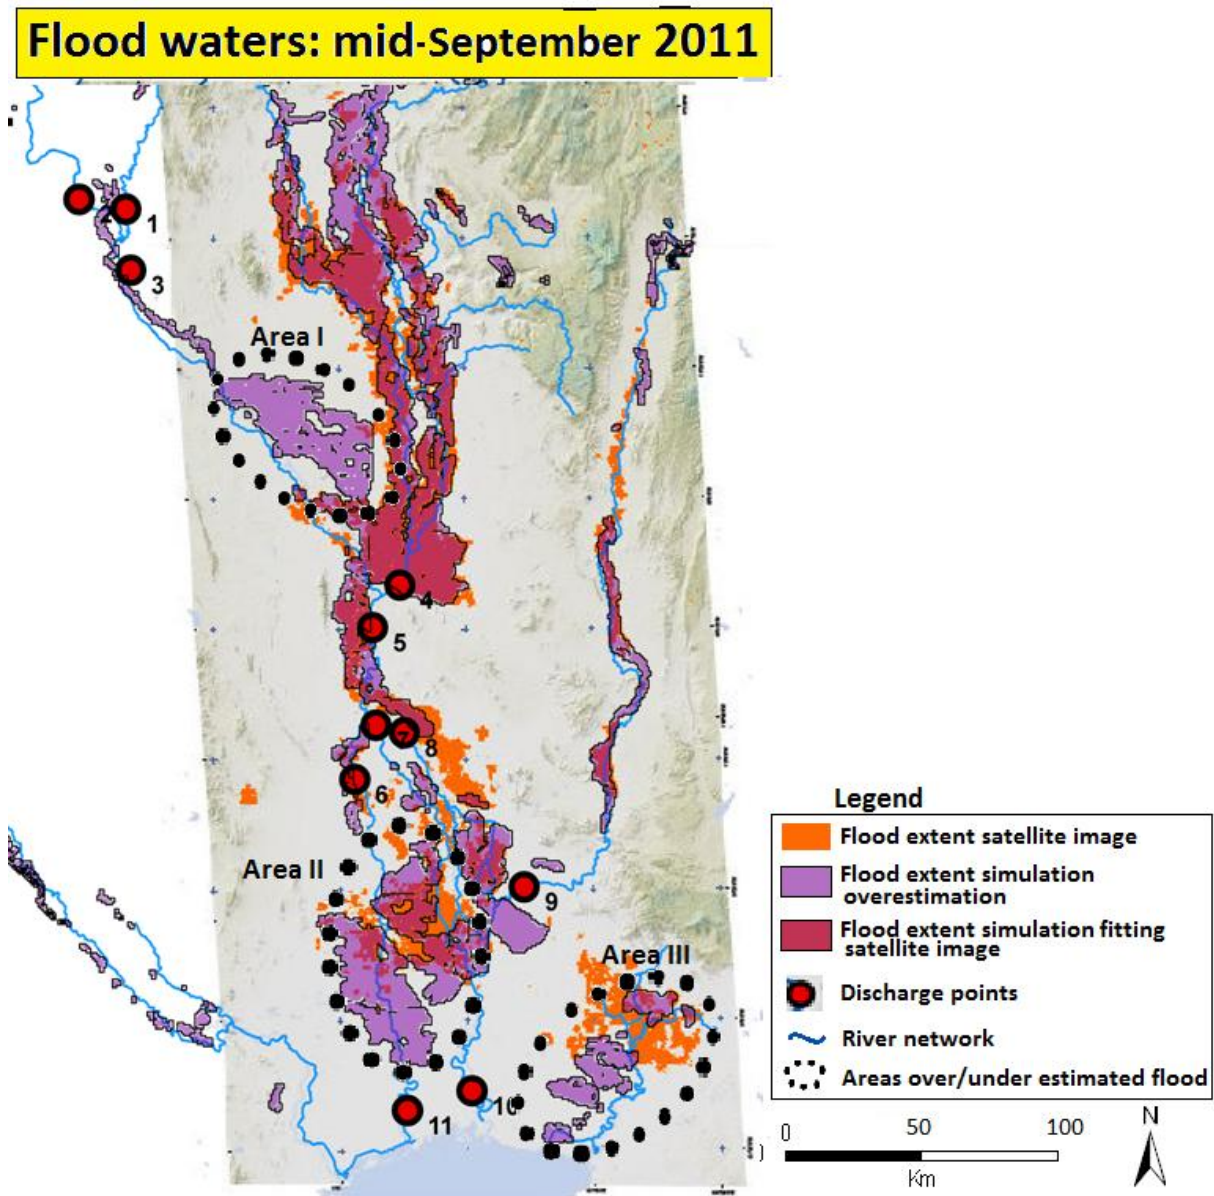 Flood waters: mid-September 2011
2
1
3
Area I
4
5
7
8
6
Area II
9
Area III
10
11
Legend
Flood extent satellite image
Flood extent simulation
overestimation
Flood extent simulation fitting
satellite image
Discharge points
River network
Areas over/under estimated flood
0 50 100
Km
N